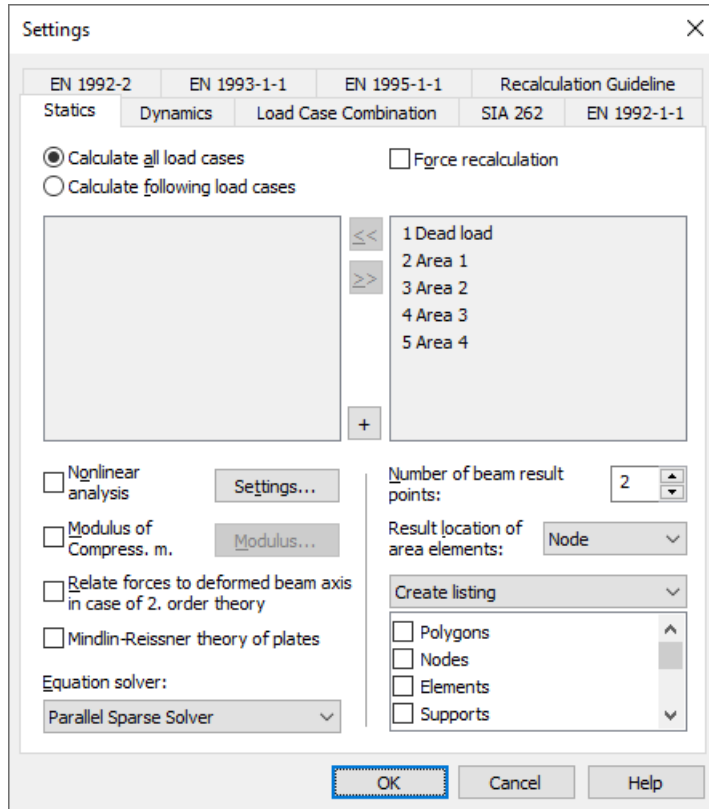 Settings
EN 1992-2 EN 1993-1-1 EN 1995-1-1 Recalculation Guideline
Statics Dynamics Load Case Combination SIA 262 EN 1992-1-1
Calculate all load cases
Force recalculation
Calculate following load cases
<<
>>
+
1 Dead load
2 Area 1
3 Area 2
4 Area 3
5 Area 4
Nonlinear
analysis
Settings...
Modulus of
Compress. m.
Modulus...
Relate forces to deformed beam axis
in case of 2. order theory
Mindlin-Reissner theory of plates
Equation solver:
Parallel Sparse Solver
Number of beam result
points:
2
Result location of
area elements:
Node
Create listing
Polygons
Nodes
Elements
Supports
OK Cancel Help